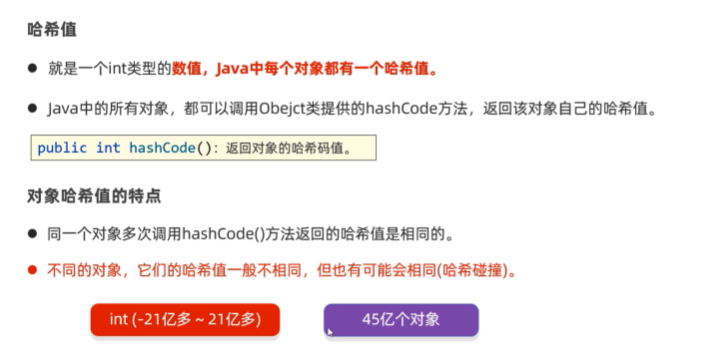 哈希值
● 就是一个int类型的数值，Java中每个对象都有一个哈希值。
● Java中的所有对象，都可以调用Obejct类提供的hashCode方法，返回该对象自己的哈希值。
public int hashCode()：返回对象的哈希码值。
对象哈希值的特点
● 同一个对象多次调用hashCode()方法返回的哈希值是相同的。
● 不同的对象，它们的哈希值一般不相同，但也有可能会相同(哈希碰撞)。
int (-21亿多 ~ 21亿多)
45亿个对象